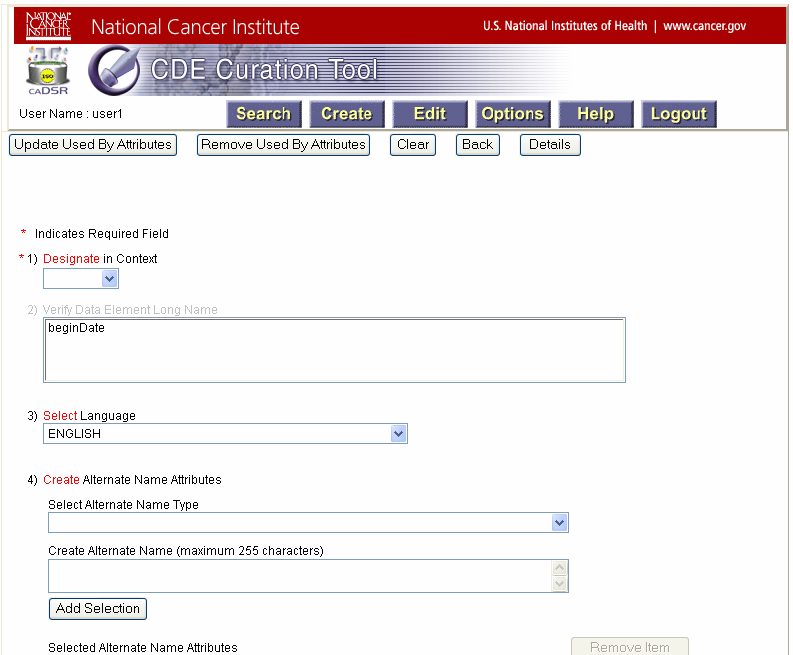 NATIONAL
CANCER
INSTITUTE
National Cancer Institute
U.S. National Institutes of Health | www.cancer.gov
ISO
caDSR
CDE Curation Tool
User Name : user1
Search Create Edit Options Help Logout
Update Used By Attributes Remove Used By Attributes Clear Back Details
* Indicates Required Field
* 1) Designate in Context
2) Verify Data Element Long Name
beginDate
3) Select Language
ENGLISH
4) Create Alternate Name Attributes
Select Alternate Name Type
Create Alternate Name (maximum 255 characters)
Add Selection
Selected Alternate Name Attributes Remove Item